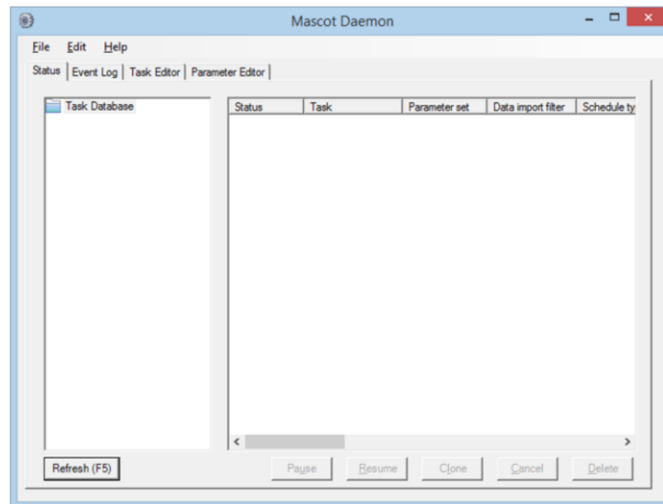 Mascot Daemon
File Edit Help
Status Event Log Task Editor Parameter Editor
Task Database
Status Task Parameter set Data import filter Schedule ty
Refresh (F5) Pause Resume Clone Cancel Delete